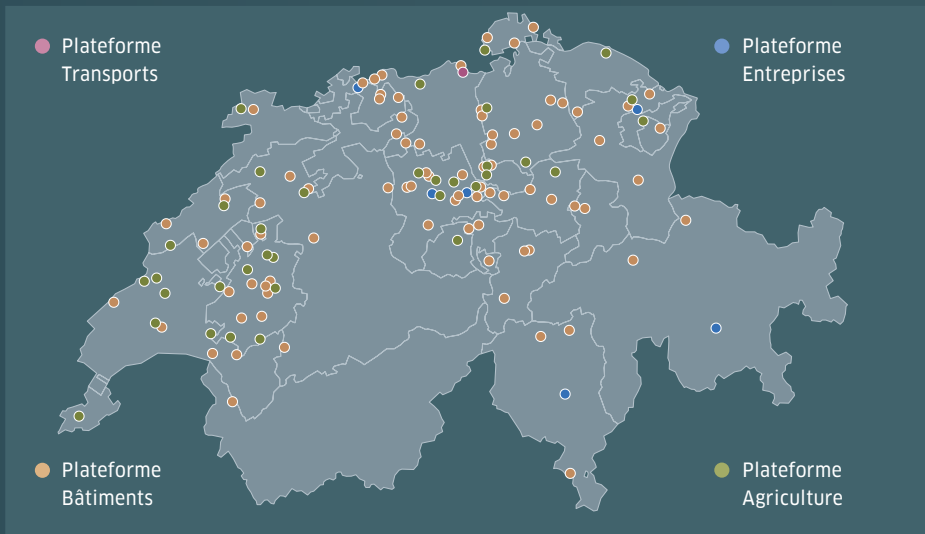 Plateforme
Transports
Plateforme
Entreprises
Plateforme
Bâtiments
Plateforme
Agriculture